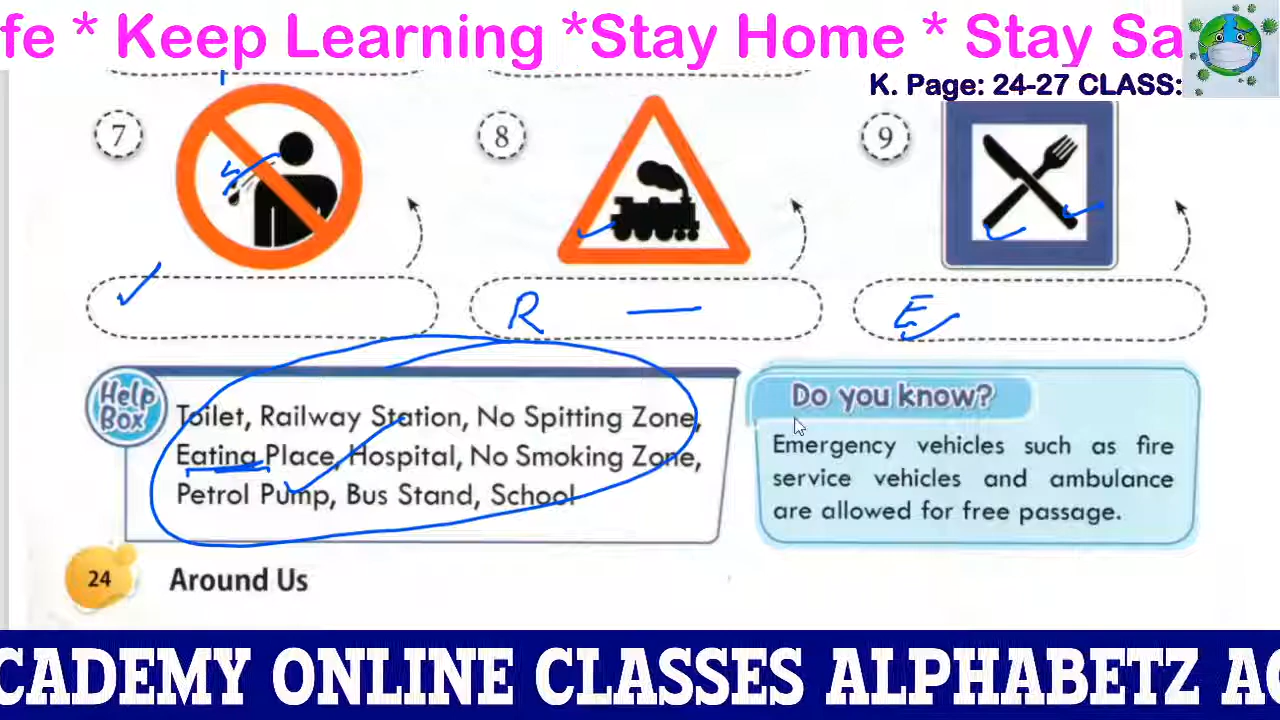 fe * Keep Learning *Stay Home * Stay Sa
K. Page: 24-27 CLASS:
7
8
9
R
E
Help
Box
Toilet, Railway Station, No Spitting Zone,
Eating Place, Hospital, No Smoking Zone,
Petrol Pump, Bus Stand, School
Do you know?
Emergency vehicles such as fire
service vehicles and ambulance
are allowed for free passage.
24
Around Us
CADEMY ONLINE CLASSES ALPHABETZ AC